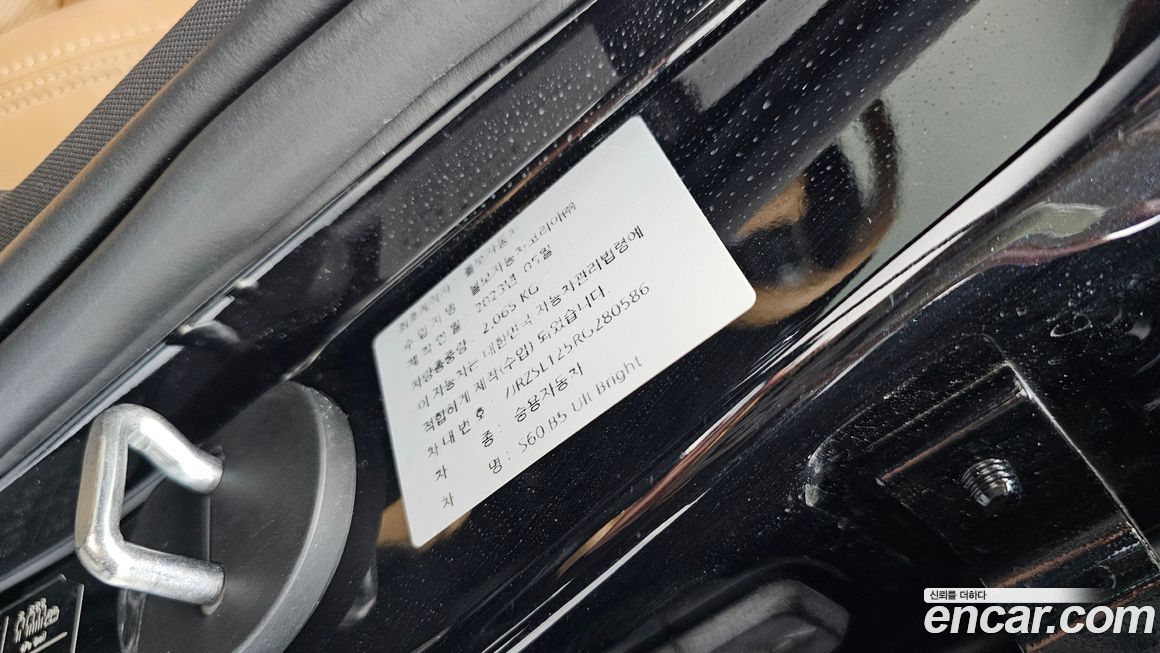 최초제작자 : 볼보자동차
수 입 자 명 : 볼보자동차코리아㈜
제 작 연 월 : 2023년 05월
차량총중량 : 2,065 KG
이 자동차는 대한민국 자동차관리법령에
적합하게 제작(수입) 되었습니다.
차 대 번 호 :
차 종 : 승용자동차
차 명 : S60 B5 Ult Bright
신뢰를 더하다
encar.com